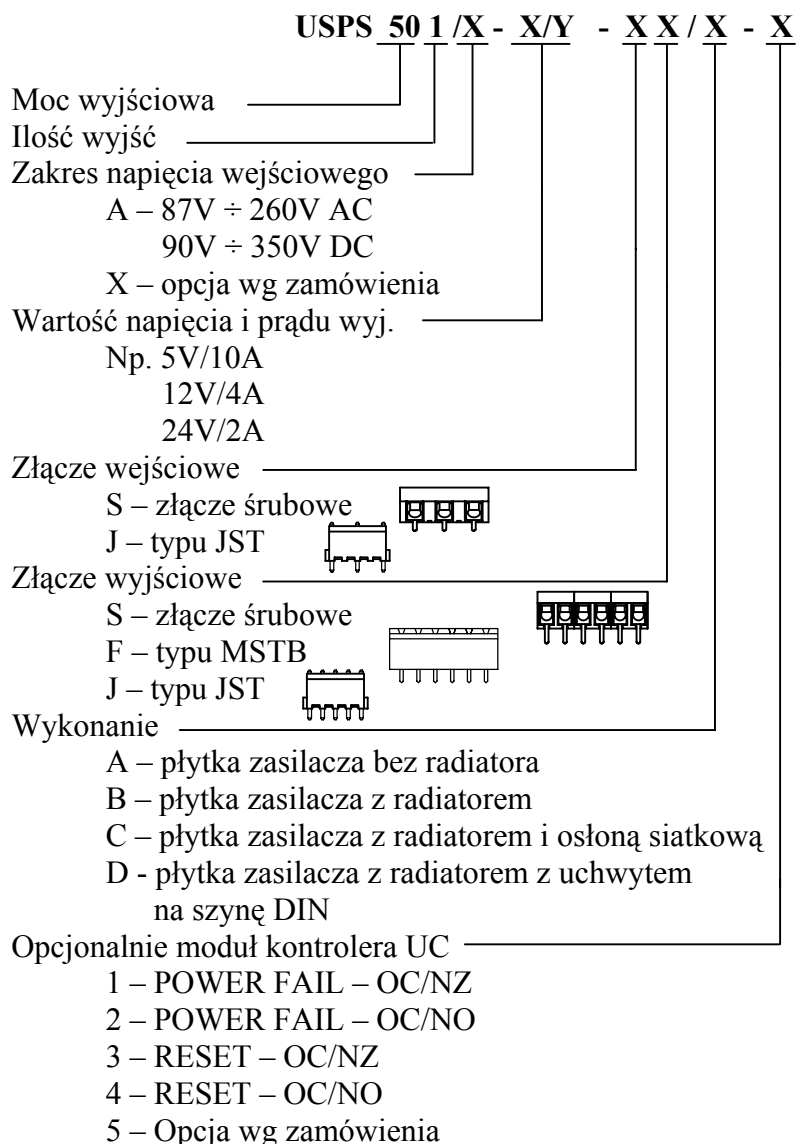 USPS 50 1 /X - X/Y - X X / X - X
Moc wyjściowa
Ilość wyjść
Zakres napięcia wejściowego
A – 87V ÷ 260V AC
90V ÷ 350V DC
X – opcja wg zamówienia
Wartość napięcia i prądu wyj.
Np. 5V/10A
12V/4A
24V/2A
Złącze wejściowe
S – złącze śrubowe
J – typu JST
Złącze wyjściowe
S – złącze śrubowe
F – typu MSTB
J – typu JST
Wykonanie
A – płytka zasilacza bez radiatora
B – płytka zasilacza z radiatorem
C – płytka zasilacza z radiatorem i osłoną siatkową
D - płytka zasilacza z radiatorem z uchwytem
na szynę DIN
Opcjonalnie moduł kontrolera UC
1 – POWER FAIL – OC/NZ
2 – POWER FAIL – OC/NO
3 – RESET – OC/NZ
4 – RESET – OC/NO
5 – Opcja wg zamówienia